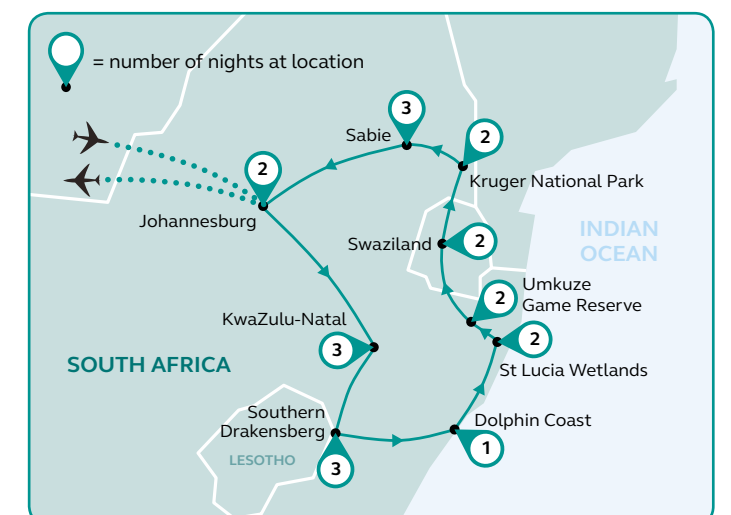 = number of nights at location
3
Sabie
2
2
Kruger National Park
Johannesburg
INDIAN
OCEAN
Swaziland
2
Umkuze
2
Game Reserve
KwaZulu-Natal
3
2
SOUTH AFRICA
St Lucia Wetlands
Southern
Drakensberg
Dolphin Coast
LESOTHO
1
3